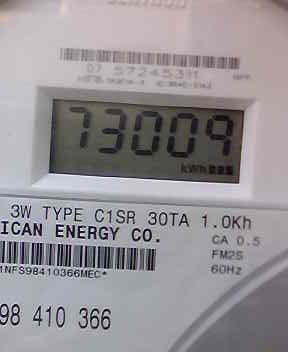 07 57245311
73009
kWh
3W TYPE C1SR 30TA 1.0Kh
ICAN ENERGY CO.
CA 0.5
FM2S
1NFS98410366MEC*
60Hz
98 410 366